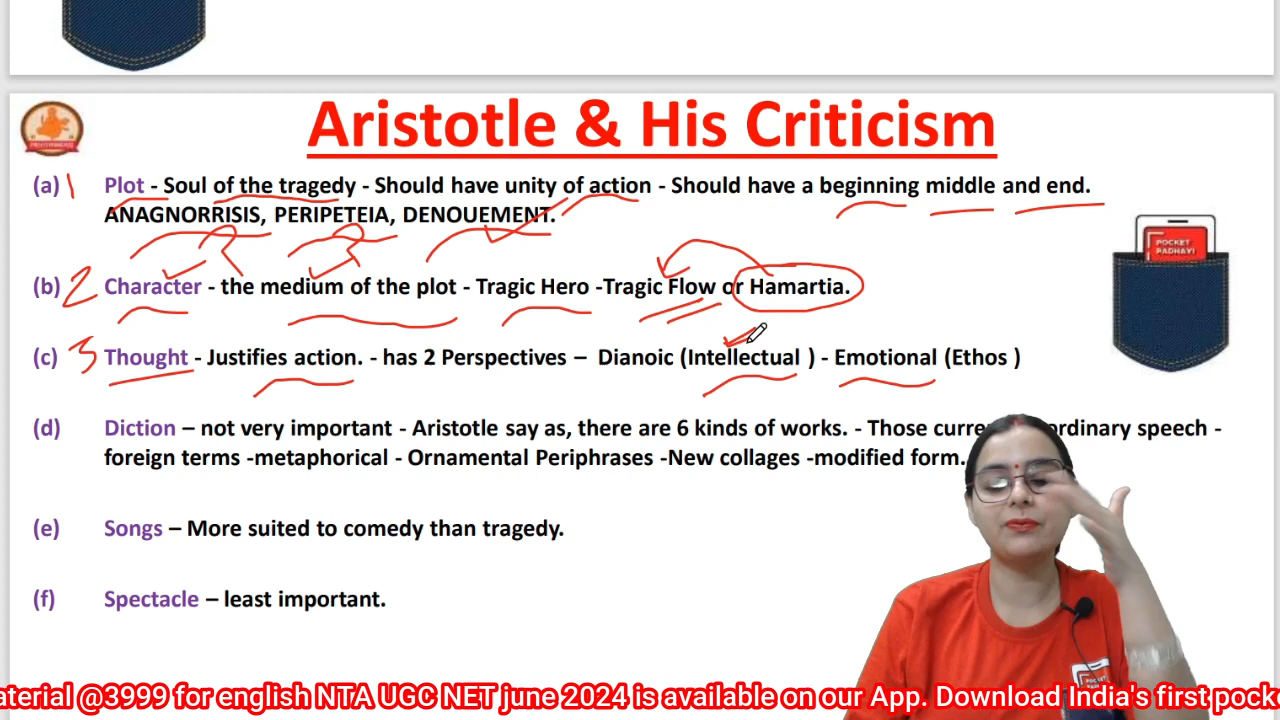 Aristotle & His Criticism
(a) 1 Plot - Soul of the tragedy - Should have unity of action - Should have a beginning middle and end.
ANAGNORRISIS, PERIPETEIA, DENOUEMENT.
POCKET
PADHAYI
(b) 2 Character - the medium of the plot - Tragic Hero -Tragic Flow or Hamartia.
(c) 3 Thought - Justifies action. - has 2 Perspectives – Dianoic (Intellectual ) - Emotional (Ethos )
(d) Diction – not very important - Aristotle say as, there are 6 kinds of works. - Those ordinary speech -
foreign terms -metaphorical - Ornamental Periphrases -New collages -modified form.
(e) Songs – More suited to comedy than tragedy.
(f) Spectacle – least important.
aterial @3999 for english NTA UGC NET june 2024 is available on our App. Download India's first pock